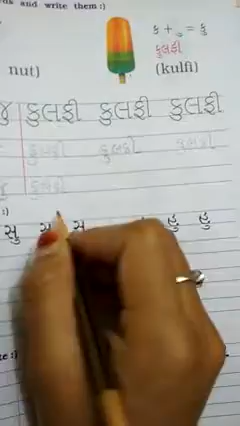 and write them:)
ક + ુ = કુ
કુલફી
nut) (kulfi)
કુલફી કુલફી કુલફી
કુલફી કુલફી કુલફી
કુલફી
:)
સુ સુ સુ હુ હુ
:)